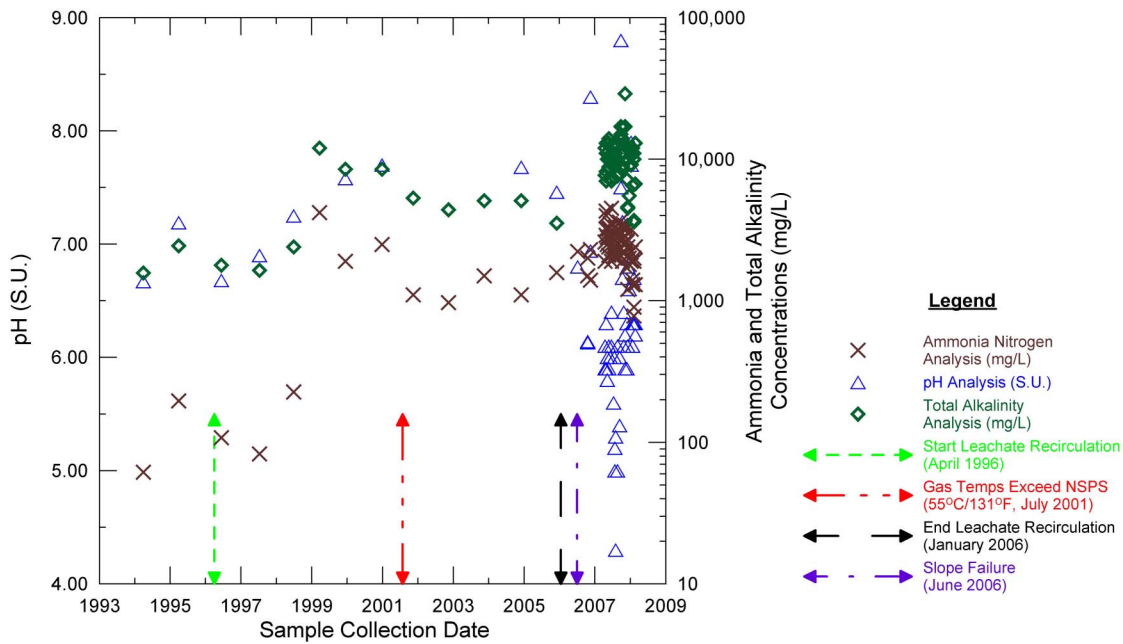 9.00
8.00
7.00
6.00
5.00
4.00
pH (S.U.)
100,000
10,000
1,000
100
10
Ammonia and Total Alkalinity
Concentrations (mg/L)
1993 1995 1997 1999 2001 2003 2005 2007 2009
Sample Collection Date
Legend
Ammonia Nitrogen
Analysis (mg/L)
pH Analysis (S.U.)
Total Alkalinity
Analysis (mg/L)
Start Leachate Recirculation
(April 1996)
Gas Temps Exceed NSPS
(55°C/131°F, July 2001)
End Leachate Recirculation
(January 2006)
Slope Failure
(June 2006)